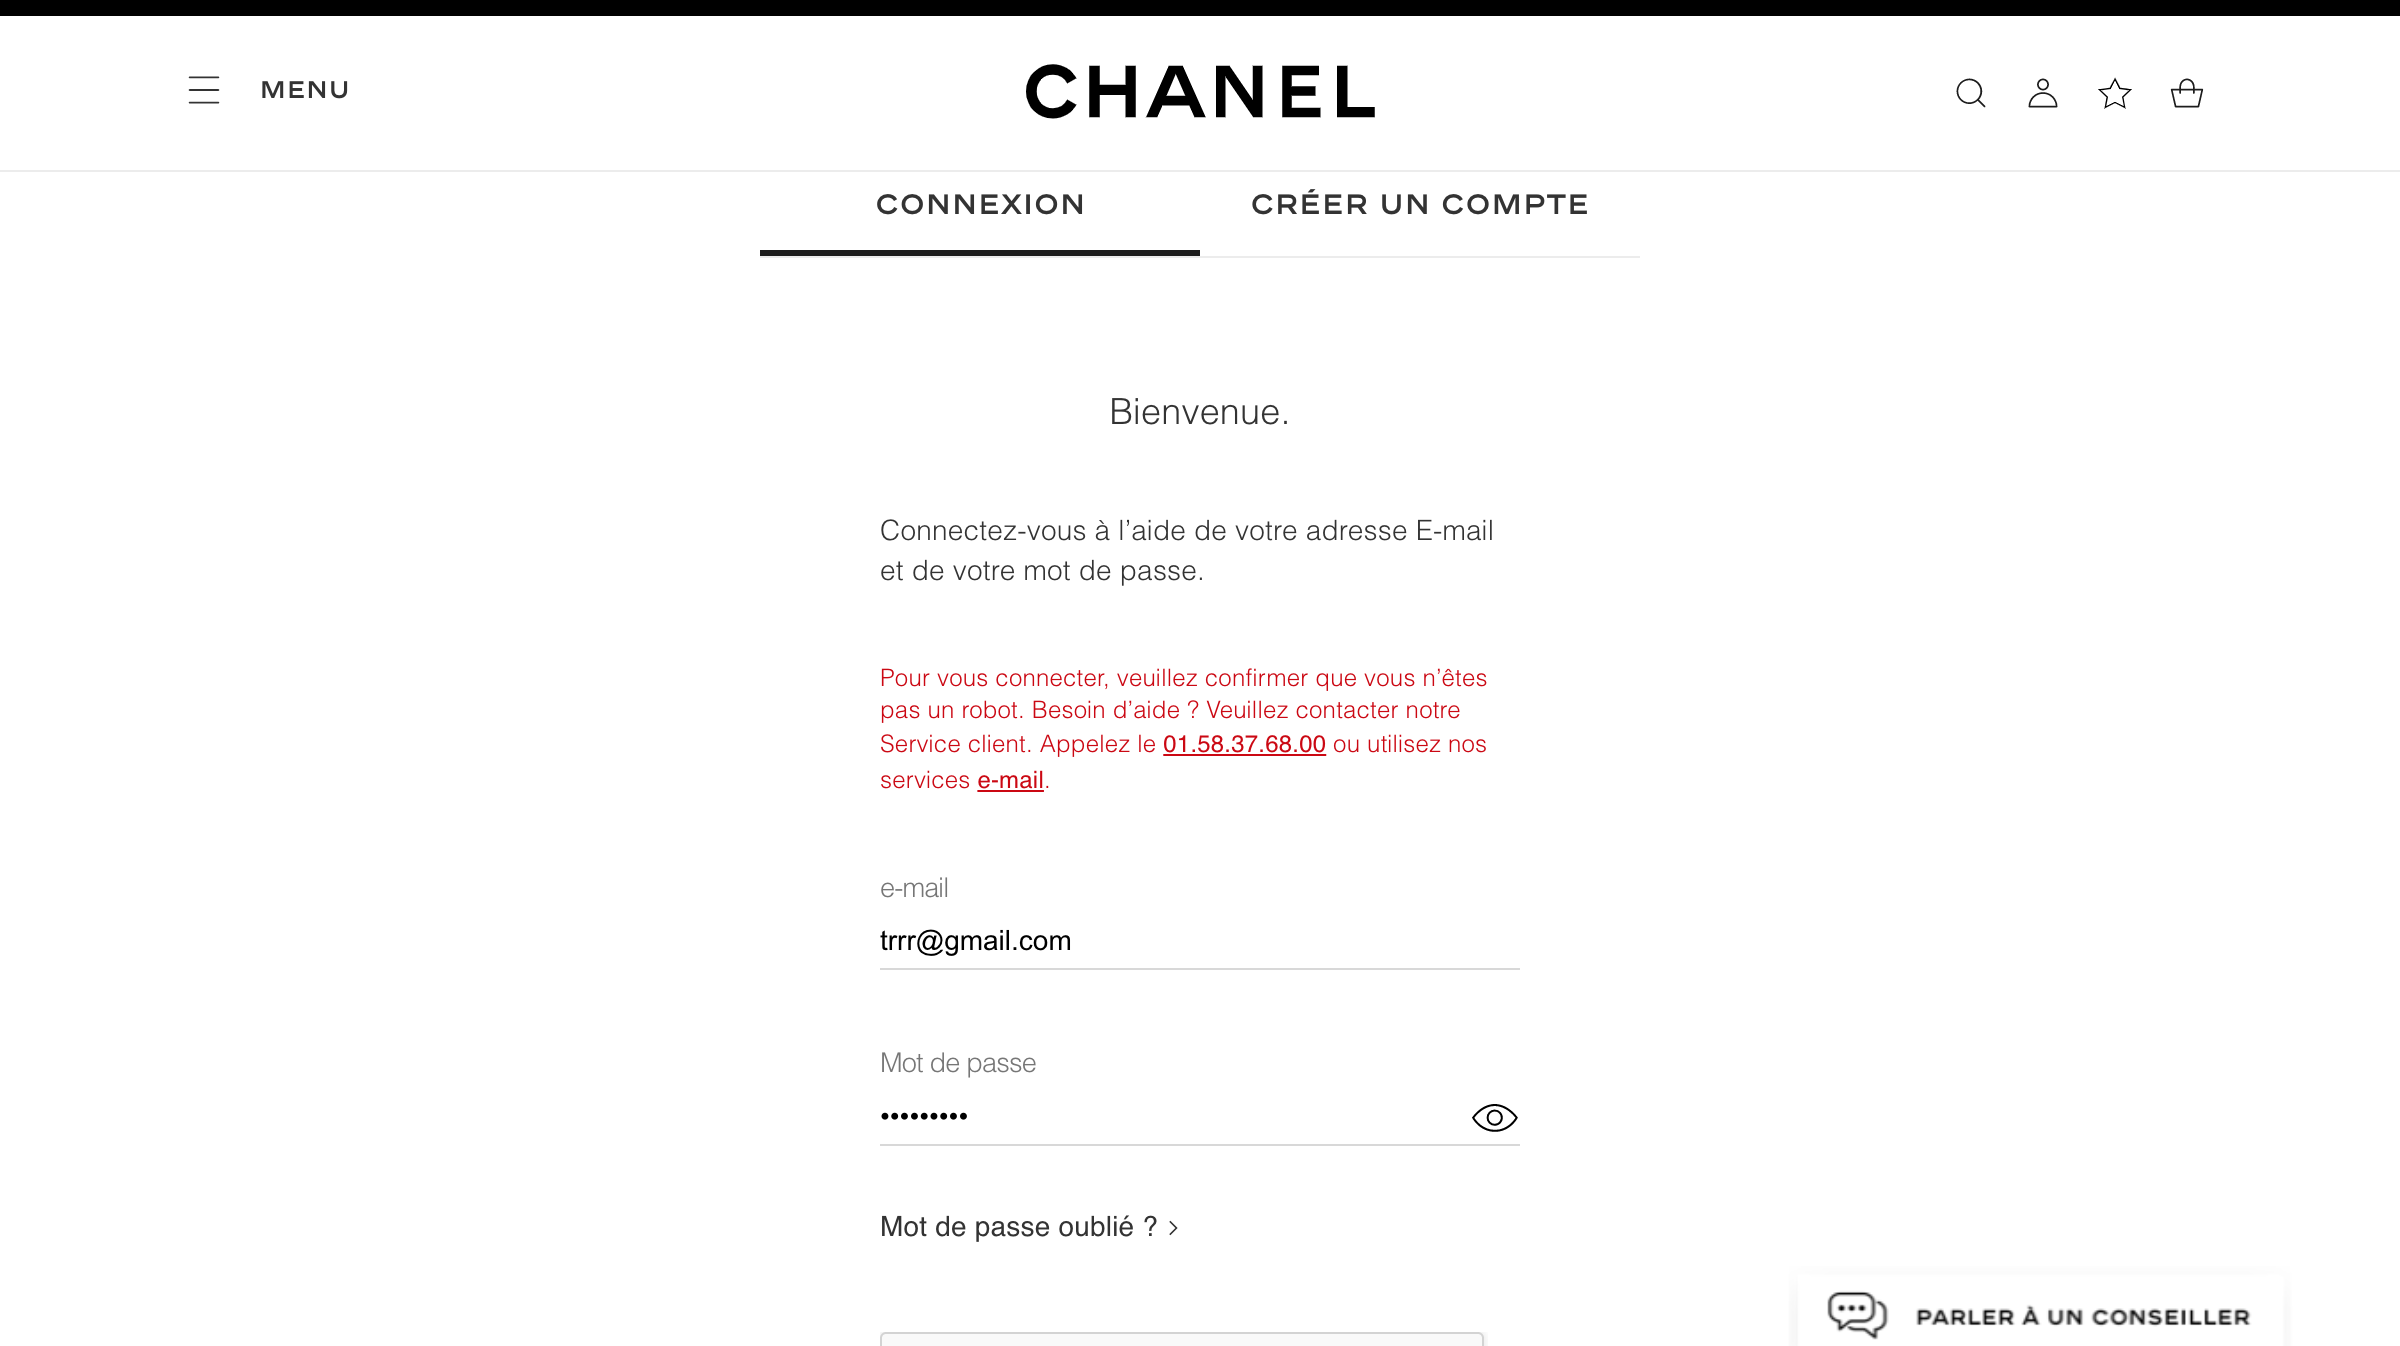 MENU
CHANEL
CONNEXION
CRÉER UN COMPTE
Bienvenue.
Connectez-vous à l’aide de votre adresse E-mail
et de votre mot de passe.
Pour vous connecter, veuillez confirmer que vous n’êtes
pas un robot. Besoin d’aide ? Veuillez contacter notre
Service client. Appelez le 01.58.37.68.00 ou utilisez nos
services e-mail.
e-mail
trrr@gmail.com
Mot de passe
•••••••••
Mot de passe oublié ? >
PARLER À UN CONSEILLER